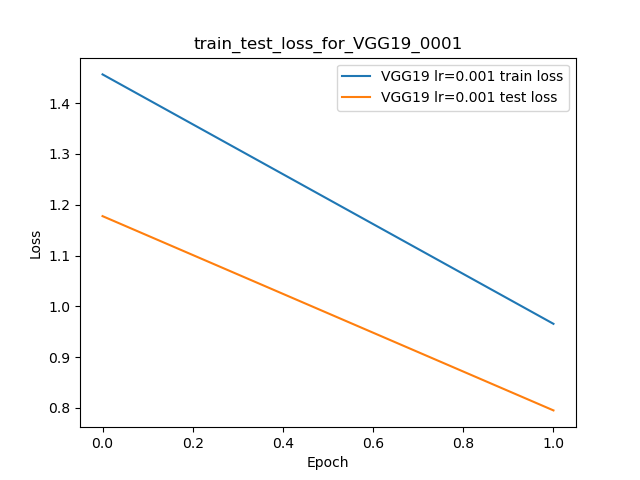 train_test_loss_for_VGG19_0001
VGG19 lr=0.001 train loss
VGG19 lr=0.001 test loss
Loss
1.4
1.3
1.2
1.1
1.0
0.9
0.8
0.0 0.2 0.4 0.6 0.8 1.0
Epoch